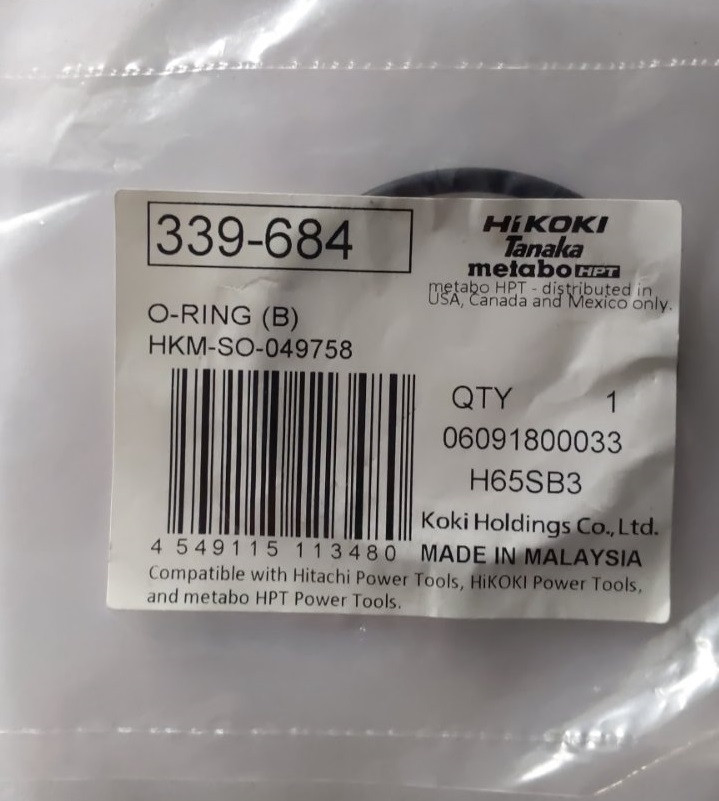 339-684
HiKOKI
Tanaka
metabo HPT
metabo HPT - distributed in
USA, Canada and Mexico only.
O-RING (B)
HKM-SO-049758
QTY 1
06091800033
H65SB3
Koki Holdings Co., Ltd.
4 549115 113480
MADE IN MALAYSIA
Compatible with Hitachi Power Tools, HiKOKI Power Tools,
and metabo HPT Power Tools.